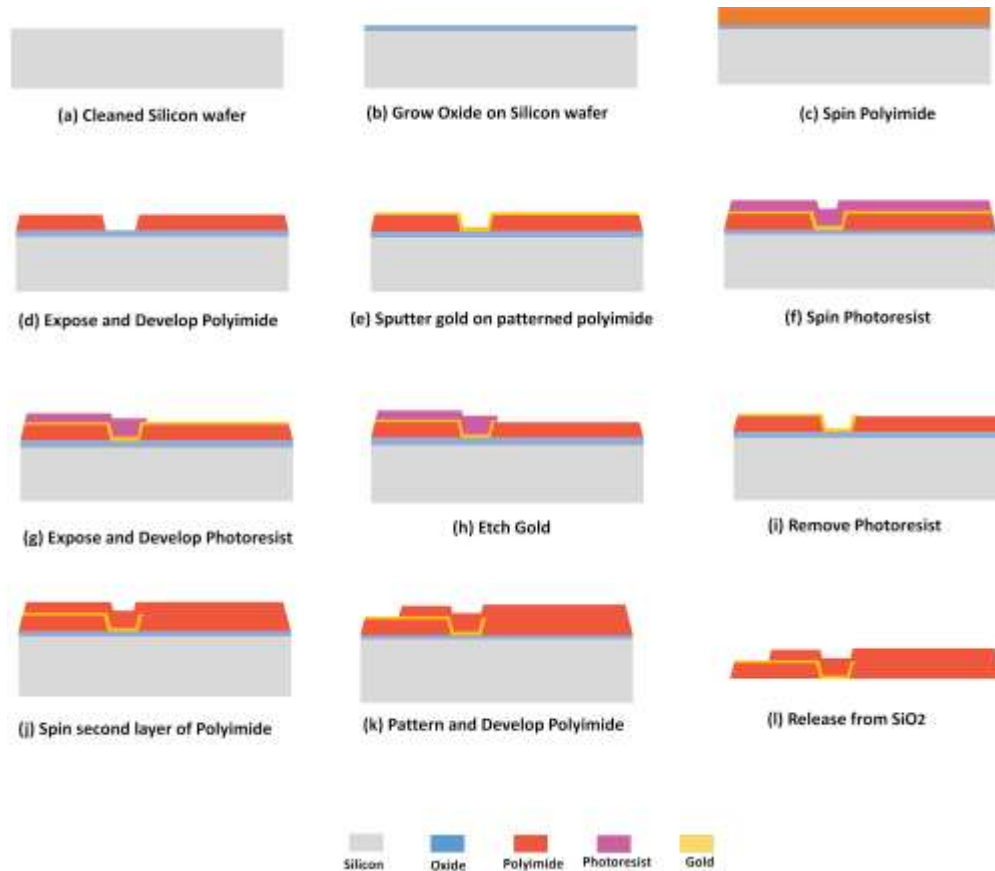 (a) Cleaned Silicon wafer
(b) Grow Oxide on Silicon wafer
(c) Spin Polyimide
(d) Expose and Develop Polyimide
(e) Sputter gold on patterned polyimide
(f) Spin Photoresist
(g) Expose and Develop Photoresist
(h) Etch Gold
(i) Remove Photoresist
(j) Spin second layer of Polyimide
(k) Pattern and Develop Polyimide
(l) Release from SiO2
Silicon
Oxide
Polyimide
Photoresist
Gold